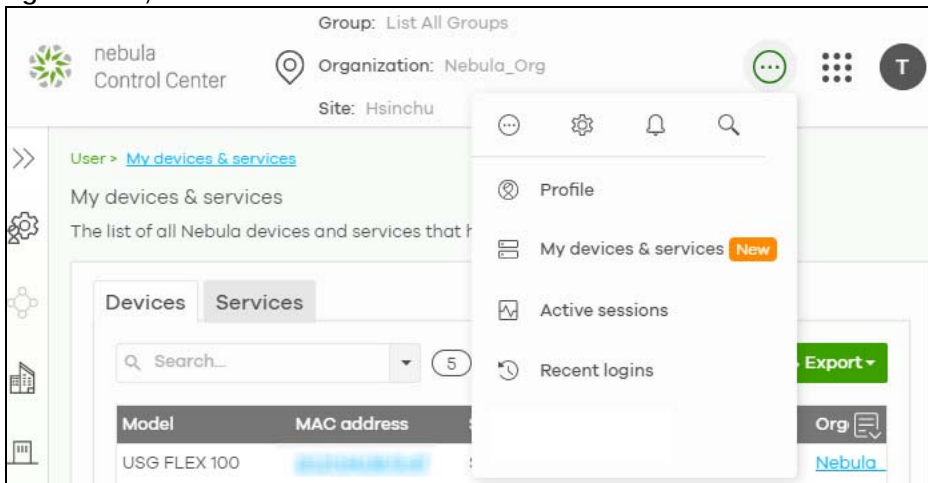 Group: List All Groups
nebula
Control Center
Organization: Nebula_Org
T
Site: Hsinchu
User > My devices & services
My devices & services
The list of all Nebula devices and services that
Profile
My devices & services New
Active sessions
Recent logins
Devices Services
Search...
5
Export
Model MAC address Org
USG FLEX 100 Nebula_